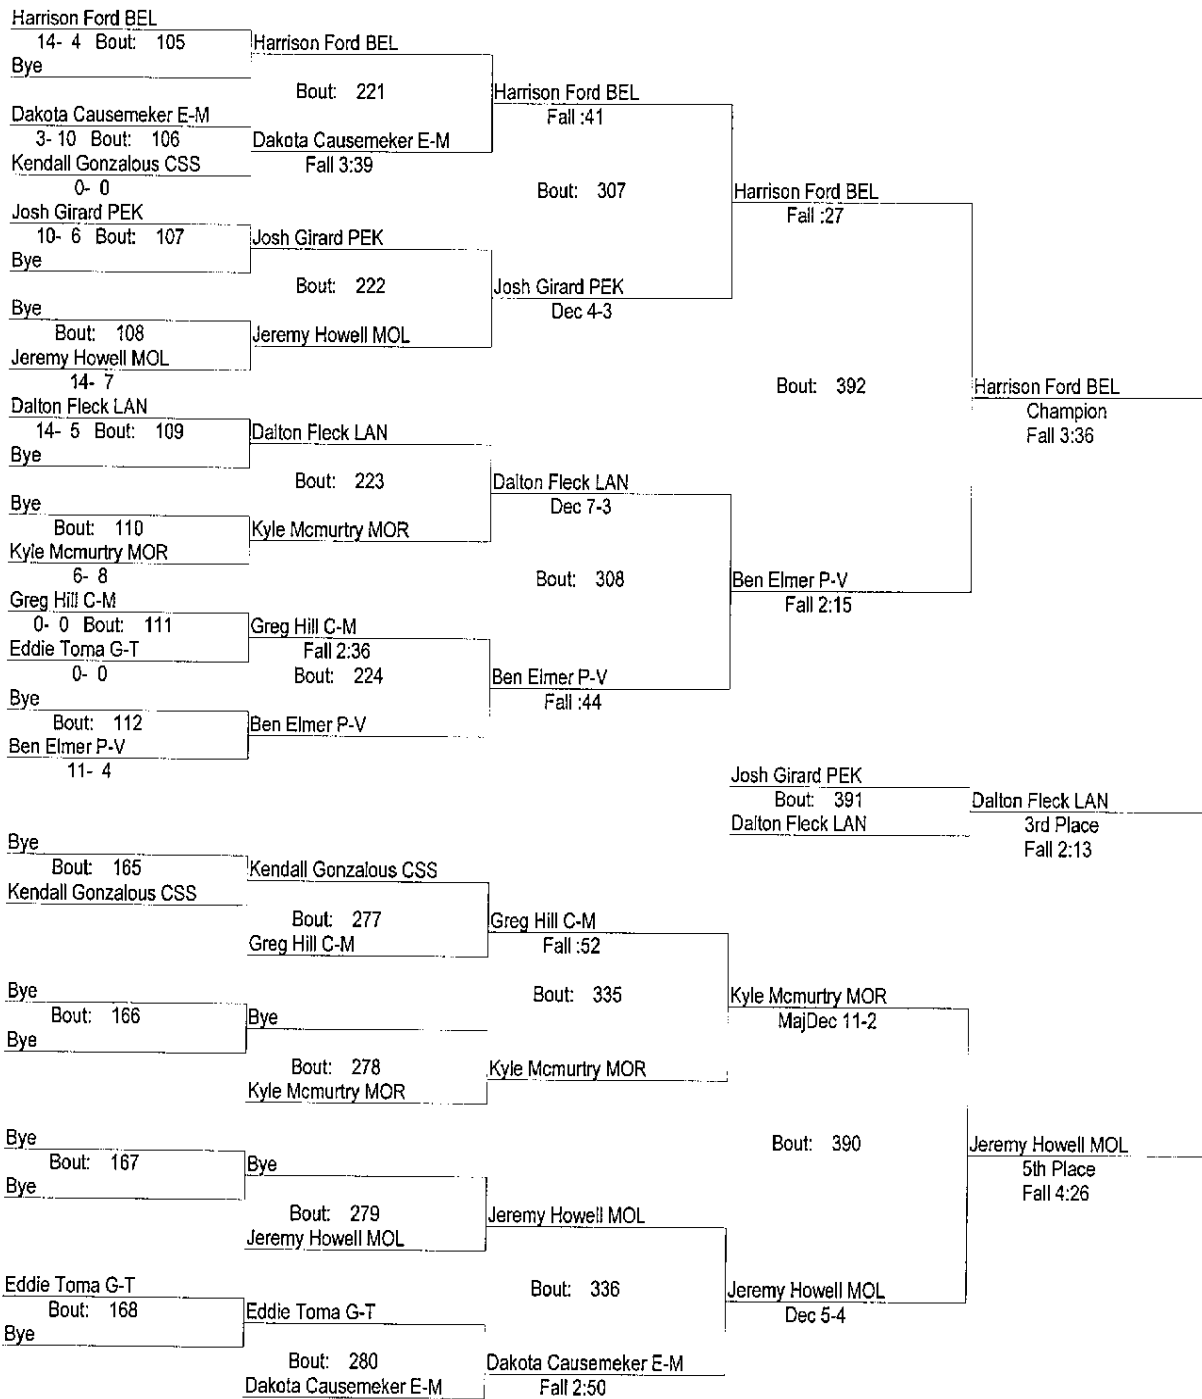 Harrison Ford BEL
14- 4 Bout: 105
Bye
Harrison Ford BEL
Bout: 221
Dakota Causemeker E-M
3- 10 Bout: 106
Kendall Gonzalous CSS
0- 0
Dakota Causemeker E-M
Fall 3:39
Harrison Ford BEL
Fall :41
Bout: 307
Josh Girard PEK
10- 6 Bout: 107
Bye
Josh Girard PEK
Bout: 222
Bye
Bout: 108
Jeremy Howell MOL
14- 7
Jeremy Howell MOL
Josh Girard PEK
Dec 4-3
Harrison Ford BEL
Fall :27
Bout: 392
Harrison Ford BEL
Champion
Fall 3:36
Dalton Fleck LAN
14- 5 Bout: 109
Bye
Dalton Fleck LAN
Bout: 223
Bye
Bout: 110
Kyle Mcmurtry MOR
6- 8
Kyle Mcmurtry MOR
Dalton Fleck LAN
Dec 7-3
Bout: 308
Greg Hill C-M
0- 0 Bout: 111
Eddie Toma G-T
0- 0
Greg Hill C-M
Fall 2:36
Bout: 224
Bye
Bout: 112
Ben Elmer P-V
11- 4
Ben Elmer P-V
Ben Elmer P-V
Fall :44
Ben Elmer P-V
Fall 2:15
Josh Girard PEK
Bout: 391
Dalton Fleck LAN
Dalton Fleck LAN
3rd Place
Fall 2:13
Bye
Bout: 165
Kendall Gonzalous CSS
Kendall Gonzalous CSS
Bout: 277
Greg Hill C-M
Greg Hill C-M
Fall :52
Bout: 335
Bye
Bout: 166
Bye
Bye
Bout: 278
Kyle Mcmurtry MOR
Kyle Mcmurtry MOR
Kyle Mcmurtry MOR
MajDec 11-2
Bout: 390
Bye
Bout: 167
Bye
Bye
Bout: 279
Jeremy Howell MOL
Jeremy Howell MOL
Bout: 336
Eddie Toma G-T
Bout: 168
Bye
Eddie Toma G-T
Bout: 280
Dakota Causemeker E-M
Dakota Causemeker E-M
Fall 2:50
Jeremy Howell MOL
Dec 5-4
Jeremy Howell MOL
5th Place
Fall 4:26